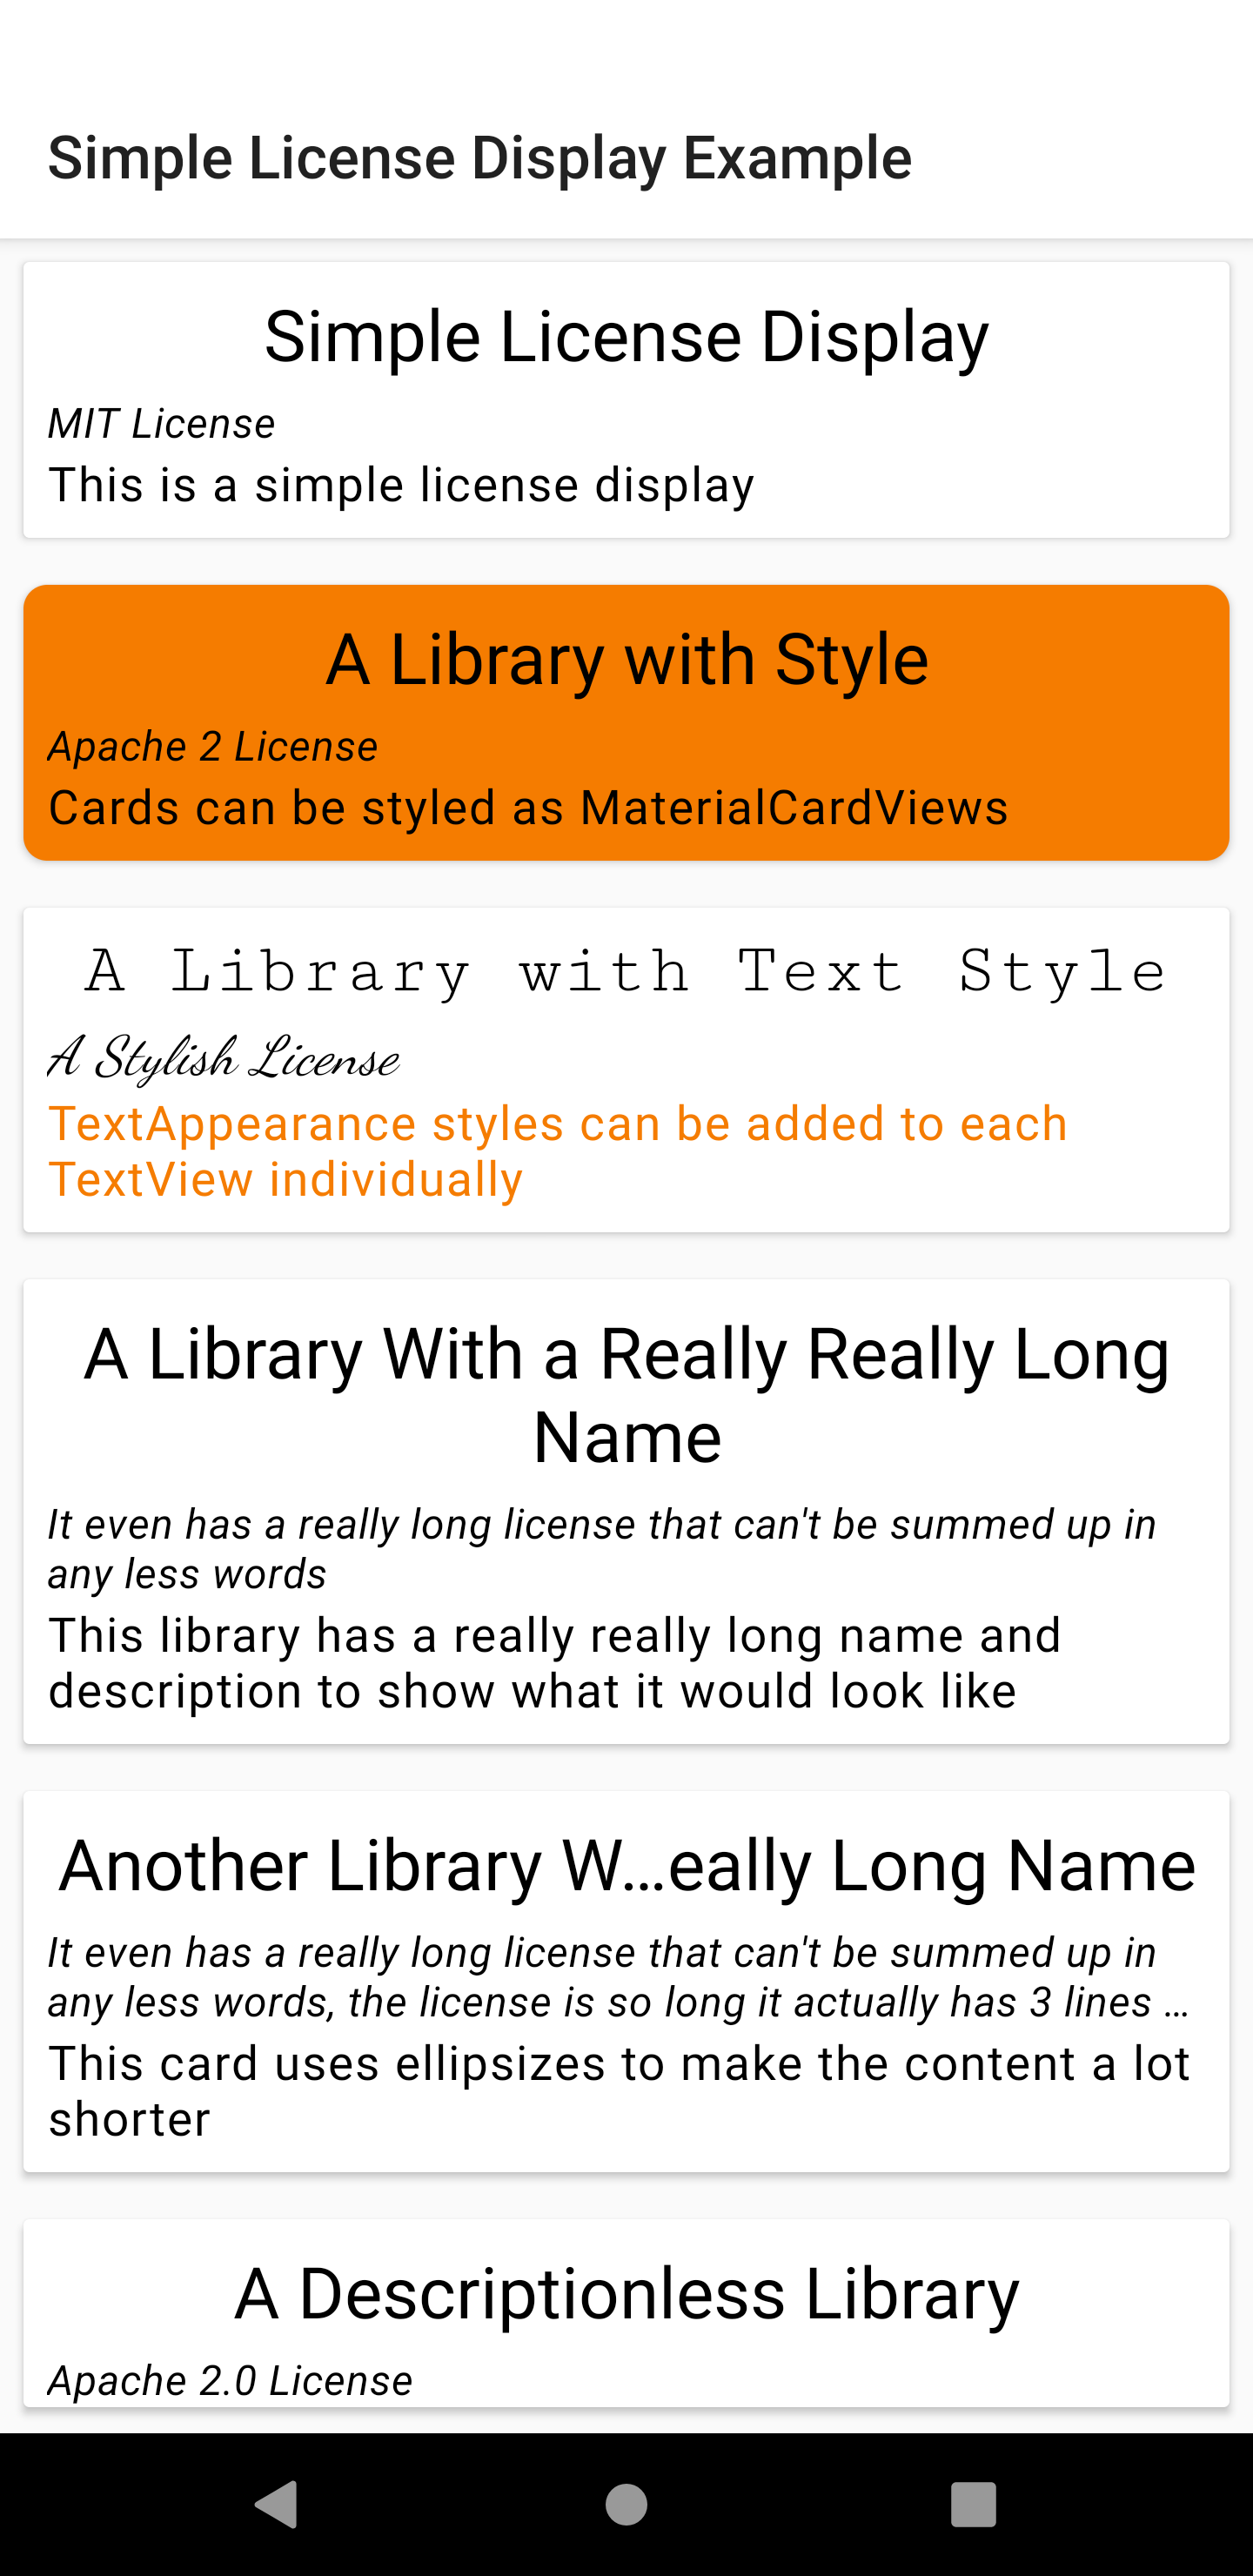 Simple License Display Example
Simple License Display
MIT License
This is a simple license display
A Library with Style
Apache 2 License
Cards can be styled as MaterialCardViews
A Library with Text Style
A Stylish License
TextAppearance styles can be added to each
TextView individually
A Library With a Really Really Long
Name
It even has a really long license that can't be summed up in
any less words
This library has a really really long name and
description to show what it would look like
Another Library W…eally Long Name
It even has a really long license that can't be summed up in
any less words, the license is so long it actually has 3 lines …
This card uses ellipsizes to make the content a lot
shorter
A Descriptionless Library
Apache 2.0 License